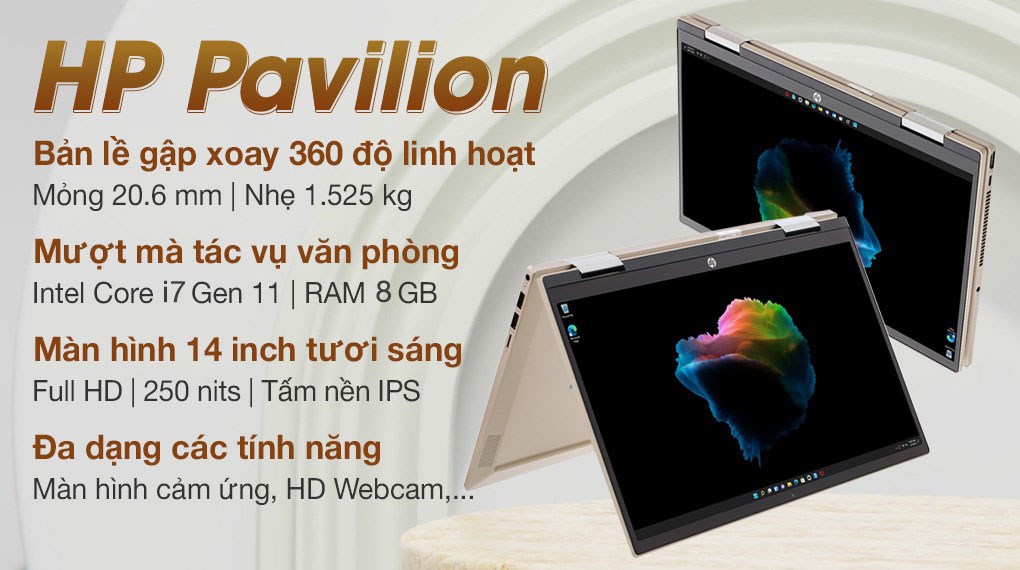 HP Pavilion
Bản lề gập xoay 360 độ linh hoạt
Mỏng 20.6 mm | Nhẹ 1.525 kg
Mượt mà tác vụ văn phòng
Intel Core i7 Gen 11 | RAM 8 GB
Màn hình 14 inch tươi sáng
Full HD | 250 nits | Tấm nền IPS
Đa dạng các tính năng
Màn hình cảm ứng, HD Webcam,...